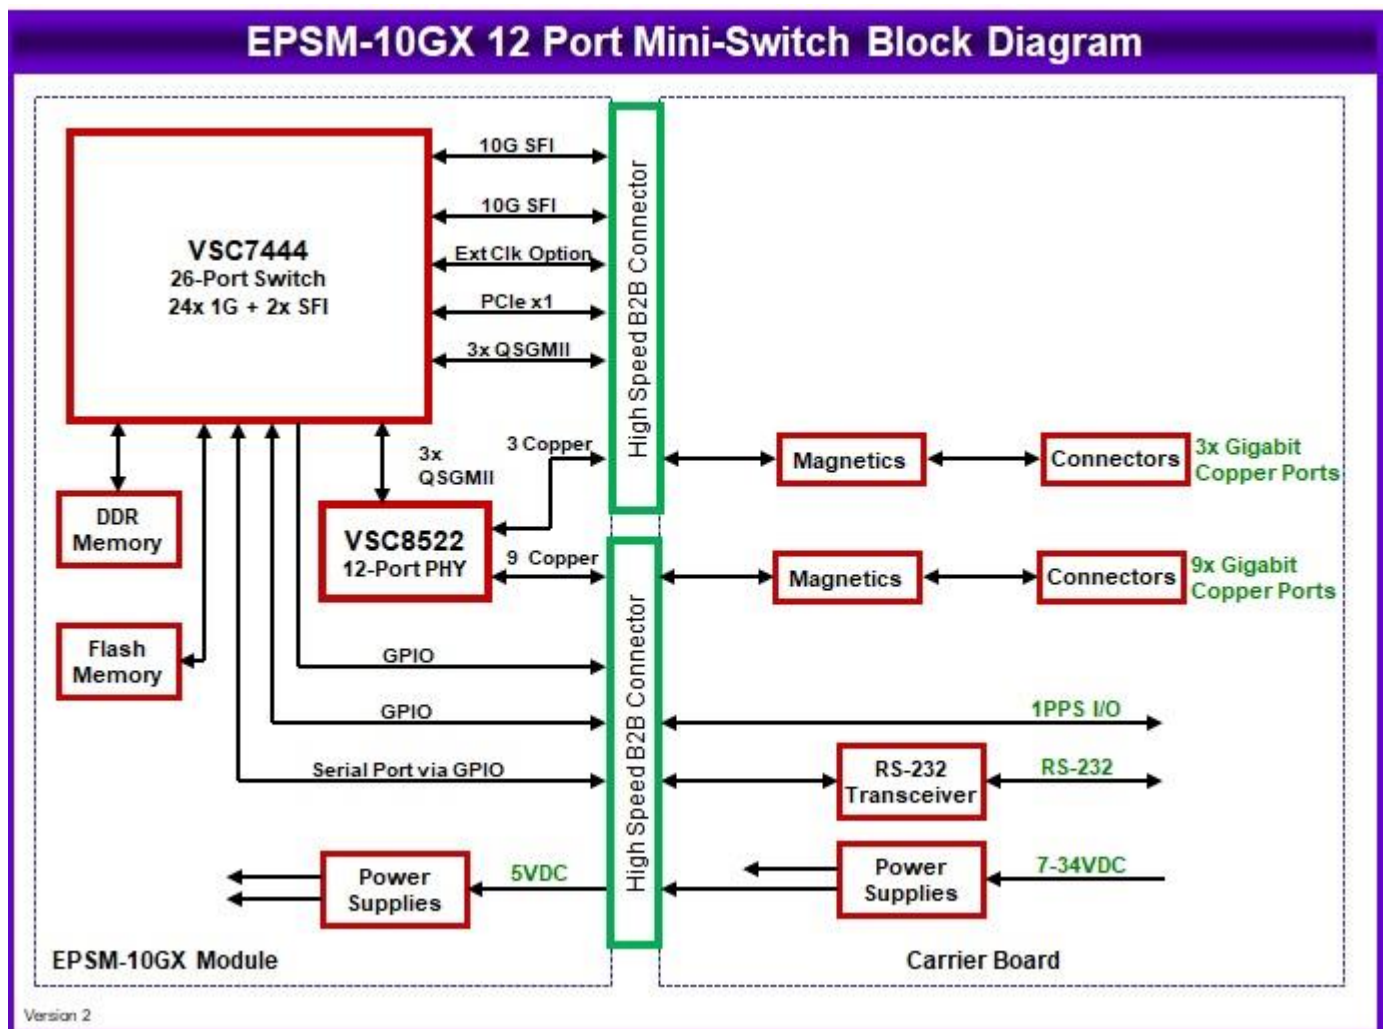 EPSM-10GX 12 Port Mini-Switch Block Diagram
VSC7444
26-Port Switch
24x 1G + 2x SFI
10G SFI
10G SFI
Ext Clk Option
PCIe x1
3x QSGMII
High Speed B2B Connector
3x
QSGMII
3 Copper
Magnetics
Connectors
3x Gigabit
Copper Ports
DDR
Memory
VSC8522
12-Port PHY
9 Copper
High Speed B2B Connector
Magnetics
Connectors
9x Gigabit
Copper Ports
Flash
Memory
GPIO
GPIO
1PPS I/O
Serial Port via GPIO
RS-232
Transceiver
RS-232
Power
Supplies
5VDC
Power
Supplies
7-34VDC
EPSM-10GX Module
Carrier Board
Version 2